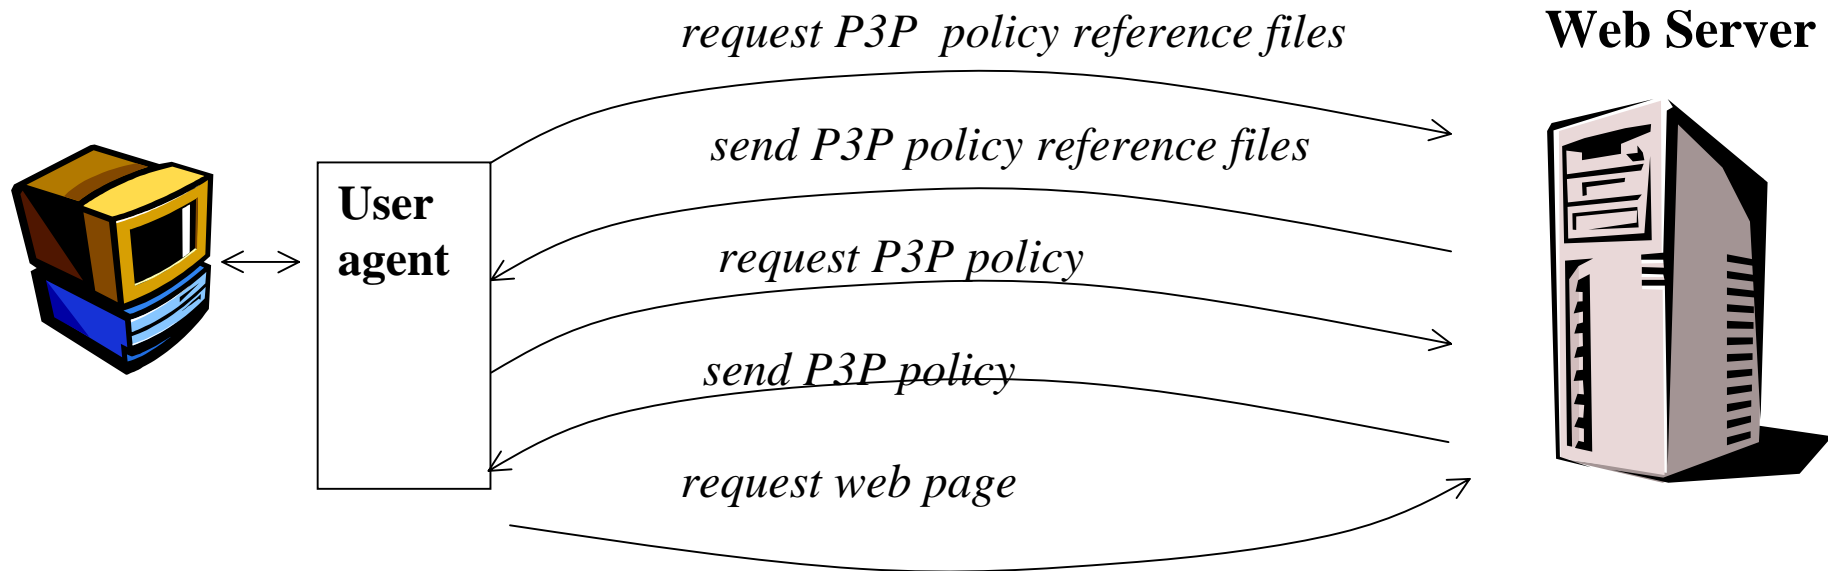 request P3P policy reference files
Web Server
send P3P policy reference files
User
agent
request P3P policy
send P3P policy
request web page